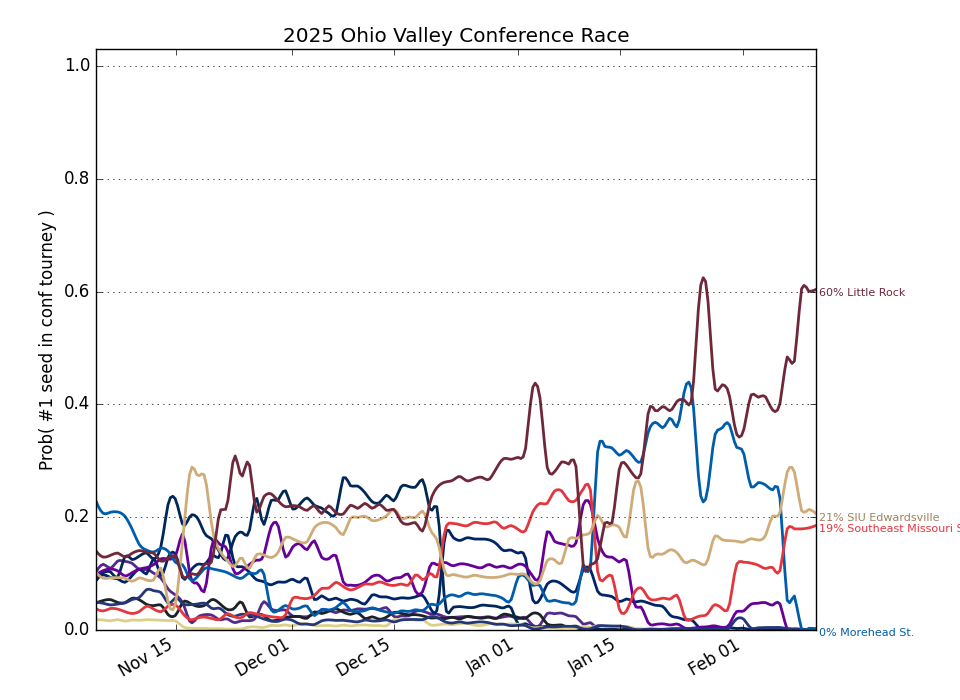 2025 Ohio Valley Conference Race
Prob( #1 seed in conf tourney )
1.0
0.8
0.6
0.4
0.2
0.0
Nov 15
Dec 01
Dec 15
Jan 01
Jan 15
Feb 01
60% Little Rock
21% SIU Edwardsville
19% Southeast Missouri S
0% Morehead St.